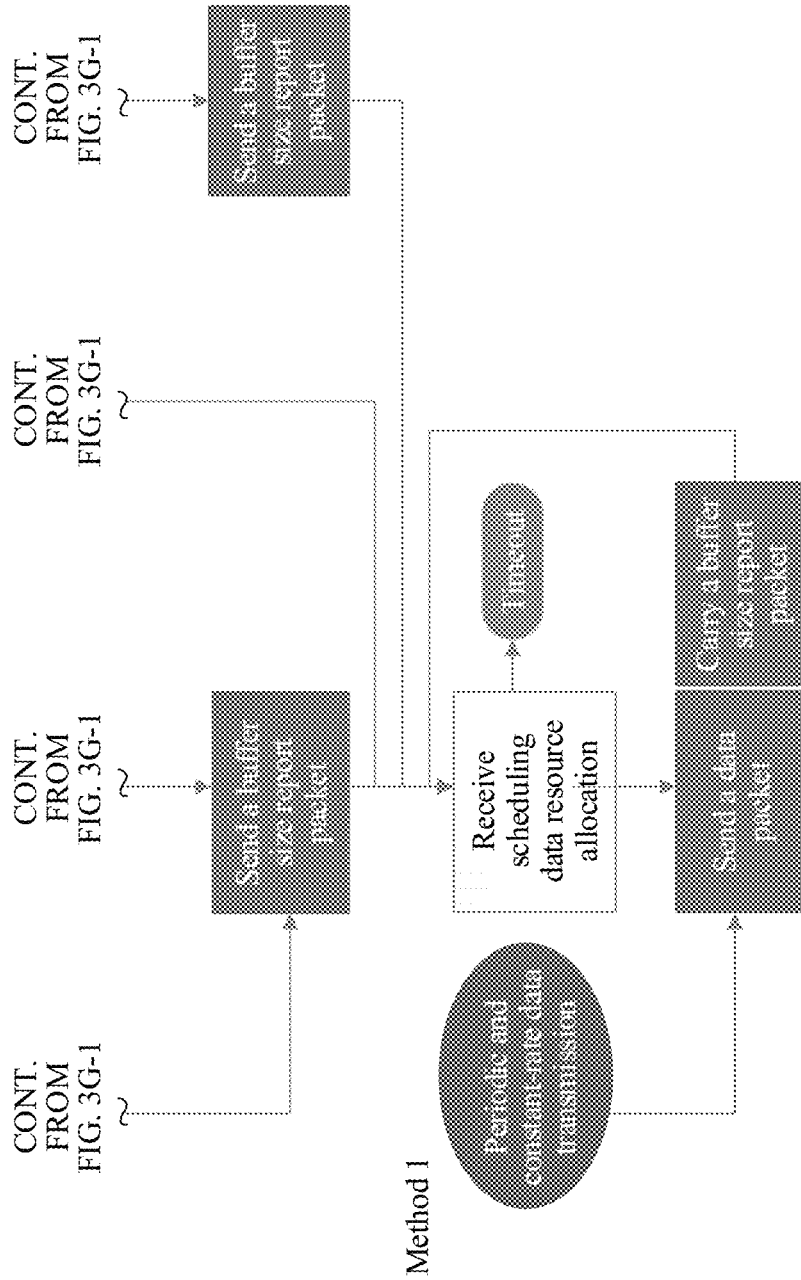 CONT.
FROM
FIG. 3G-1
CONT.
FROM
FIG. 3G-1
CONT.
FROM
FIG. 3G-1
CONT.
FROM
FIG. 3G-1
Send a buffer
size report
packet
Send a buffer
size report
packet
Method 1
Periodic and
constant-rate data
transmission
Receive
scheduling
data resource
allocation
Timeout
Send a data
packet
Carry a buffer
size report
packet